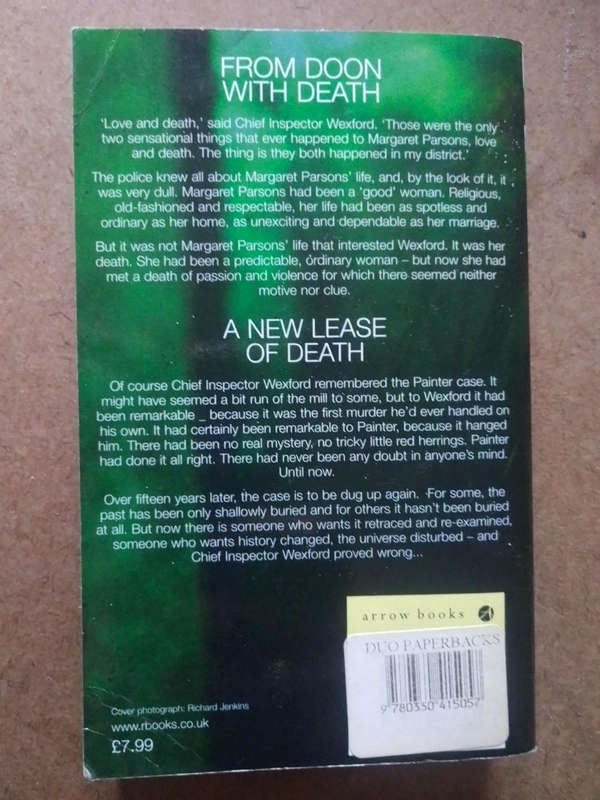 FROM DOON
WITH DEATH
'Love and death,' said Chief Inspector Wexford. 'Those were the only
two sensational things that ever happened to Margaret Parsons, love
and death. The thing is they both happened in my district.'
The police knew all about Margaret Parsons' life, and, by the look of it, it
was very dull. Margaret Parsons had been a 'good' woman. Religious,
old-fashioned and respectable, her life had been as spotless and
ordinary as her home, as unexciting and dependable as her marriage.
But it was not Margaret Parsons' life that interested Wexford. It was her
death. She had been a predictable, ordinary woman – but now she had
met a death of passion and violence for which there seemed neither
motive nor clue.
A NEW LEASE
OF DEATH
Of course Chief Inspector Wexford remembered the Painter case. It
might have seemed a bit run of the mill to some, but to Wexford it had
been remarkable _ because it was the first murder he'd ever handled on
his own. It had certainly been remarkable to Painter, because it hanged
him. There had been no real mystery, no tricky little red herrings. Painter
had done it all right. There had never been any doubt in anyone's mind.
Until now.
Over fifteen years later, the case is to be dug up again. For some, the
past has been only shallowly buried and for others it hasn't been buried
at all. But now there is someone who wants it retraced and re-examined,
someone who wants history changed, the universe disturbed – and
Chief Inspector Wexford proved wrong...
arrow books
DUO PAPERBACKS
9 780330 415057
Cover photograph: Richard Jenkins
www.rbooks.co.uk
£7.99